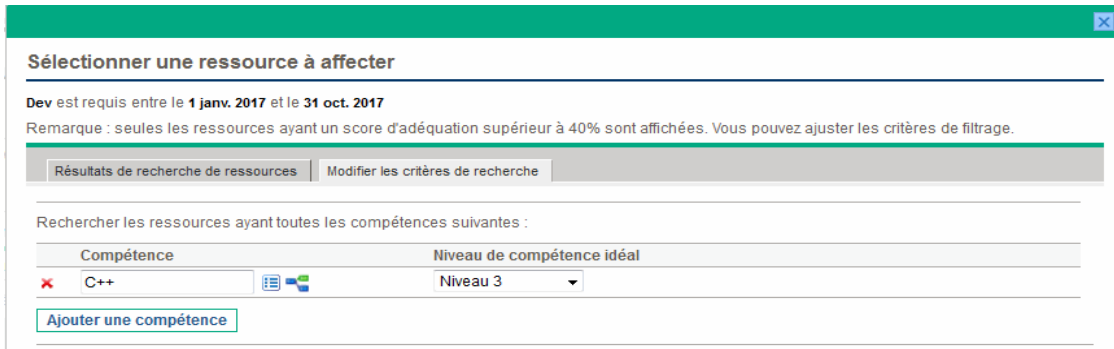 Sélectionner une ressource à affecter
Dev est requis entre le 1 janv. 2017 et le 31 oct. 2017
Remarque : seules les ressources ayant un score d'adéquation supérieur à 40% sont affichées. Vous pouvez ajuster les critères de filtrage.
Résultats de recherche de ressources Modifier les critères de recherche
Rechercher les ressources ayant toutes les compétences suivantes :
Compétence Niveau de compétence idéal
C++ Niveau 3
Ajouter une compétence